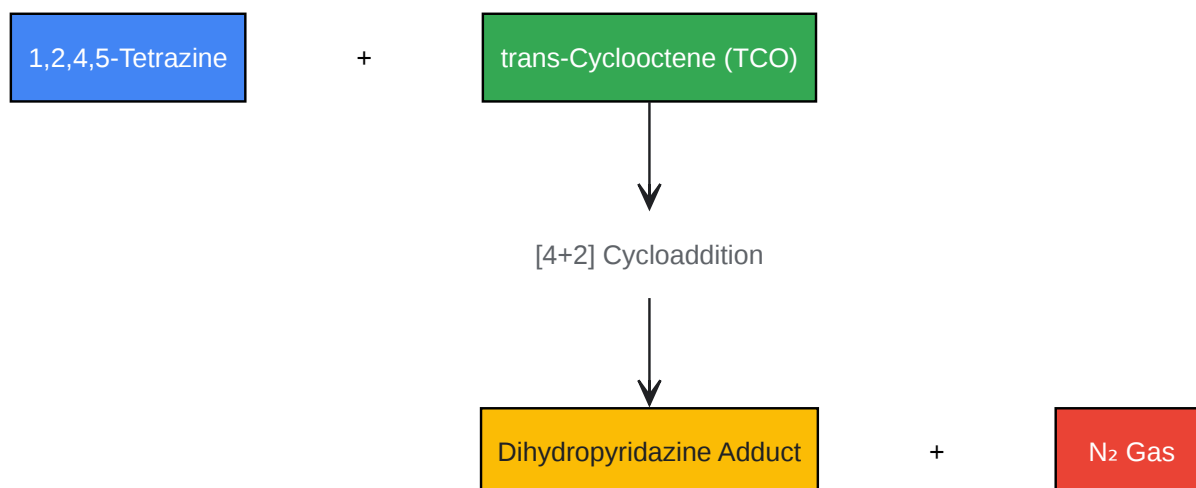 1,2,4,5-Tetrazine + trans-Cyclooctene (TCO)
[4+2] Cycloaddition
Dihydropyridazine Adduct + N₂ Gas